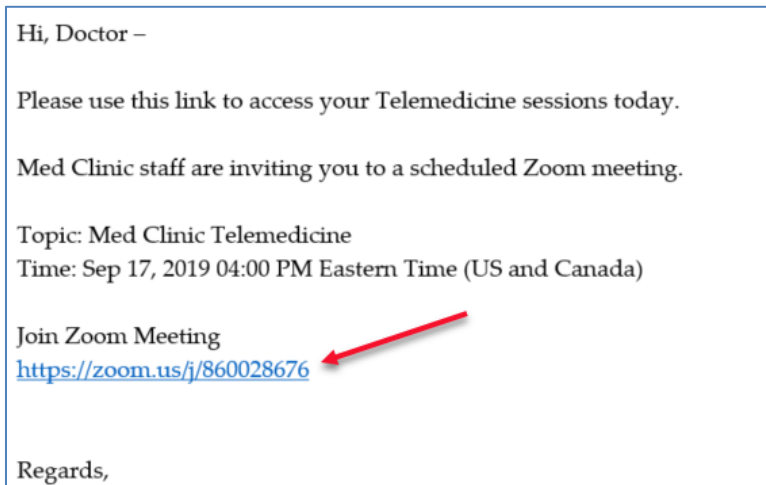 Hi, Doctor –
Please use this link to access your Telemedicine sessions today.
Med Clinic staff are inviting you to a scheduled Zoom meeting.
Topic: Med Clinic Telemedicine
Time: Sep 17, 2019 04:00 PM Eastern Time (US and Canada)
Join Zoom Meeting
https://zoom.us/j/860028676
Regards,